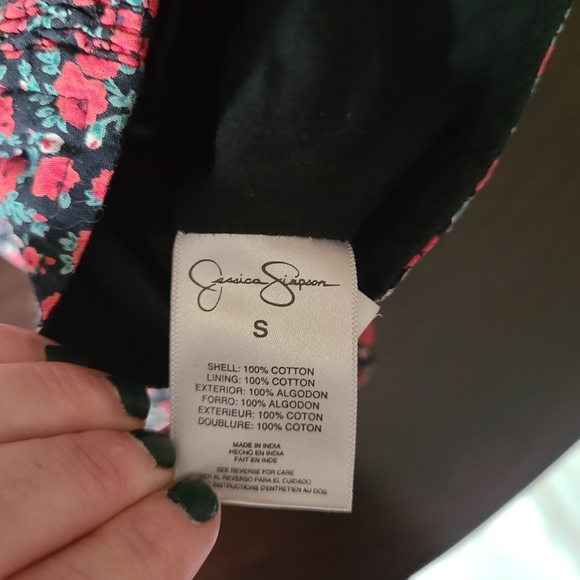 Jessica Simpson
S
SHELL: 100% COTTON
LINING: 100% COTTON
EXTERIOR: 100% ALGODON
FORRO: 100% ALGODON
EXTERIEUR: 100% COTON
DOUBLURE: 100% COTON
MADE IN INDIA
HECHO EN INDIA
FAIT EN INDE
SEE REVERSE FOR CARE
AL REVERSO PARA EL CUIDADO
INSTRUCTIONS D'ENTRETIEN AU DOS